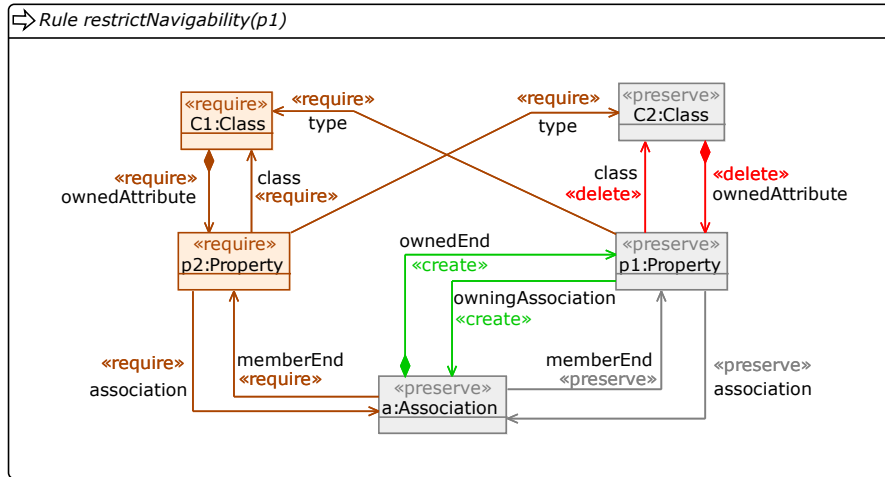 Rule restrictNavigability(p1)
«require»
C1:Class
«require»
type
«require»
type
«preserve»
C2:Class
«require»
ownedAttribute
class
«require»
class
«delete»
«delete»
ownedAttribute
«require»
p2:Property
ownedEnd
«create»
«preserve»
p1:Property
owningAssociation
«create»
«require»
association
memberEnd
«require»
memberEnd
«preserve»
«preserve»
association
«preserve»
a:Association